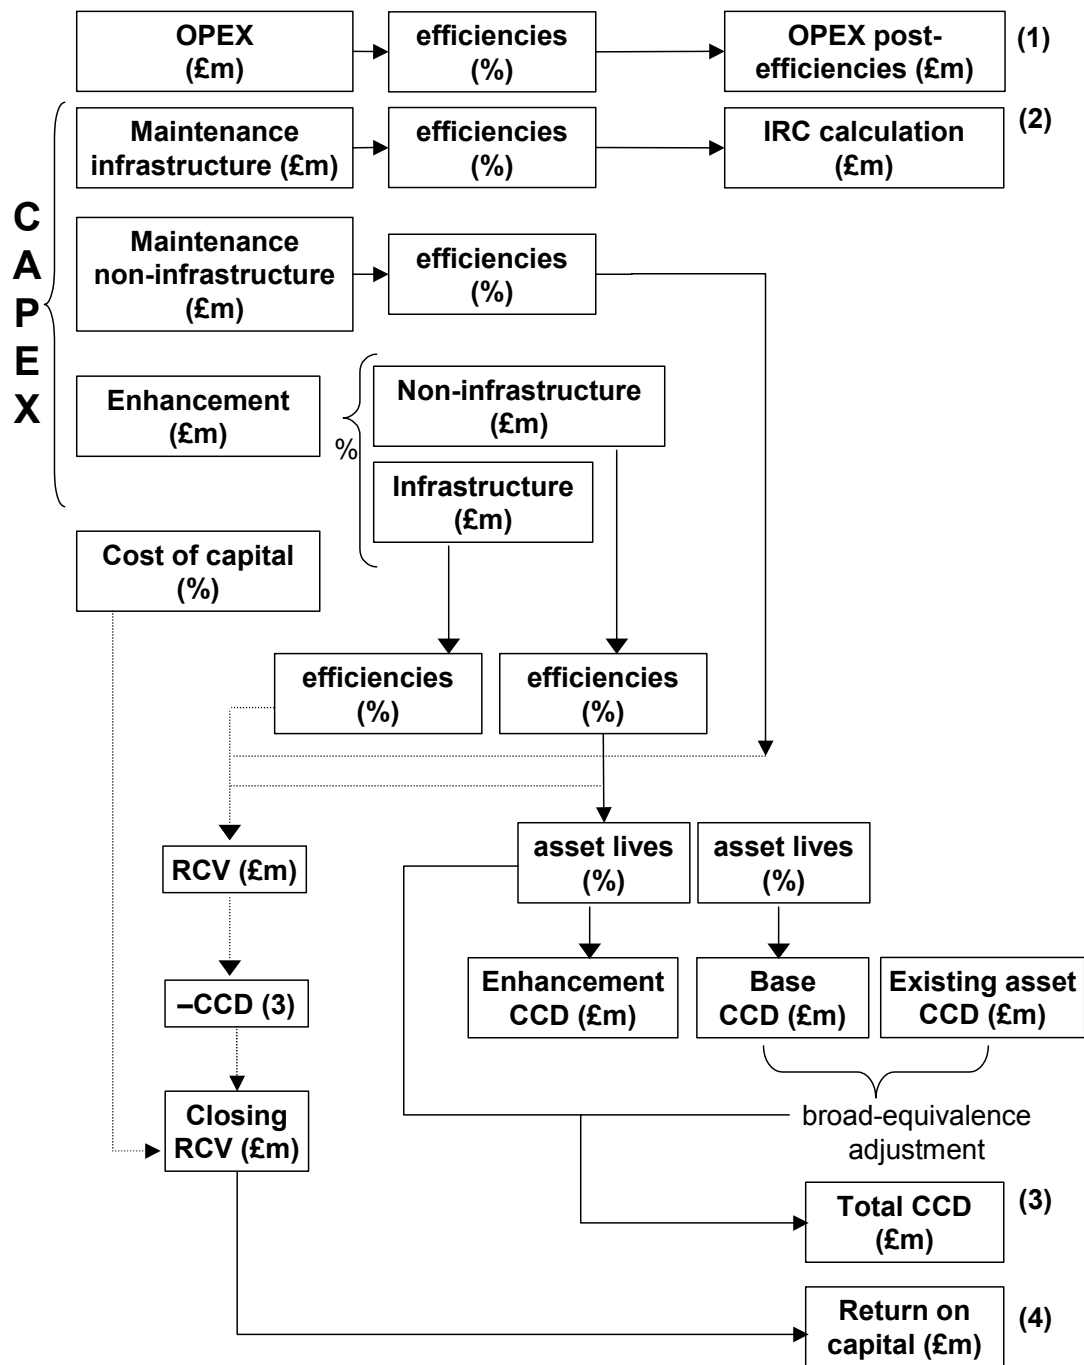 OPEX
(£m)
efficiencies
(%)
OPEX post-
efficiencies (£m)
(1)
Maintenance
infrastructure (£m)
efficiencies
(%)
IRC calculation
(£m)
(2)
C
A
P
E
X
Maintenance
non-infrastructure
(£m)
efficiencies
(%)
Enhancement
(£m)
%
Non-infrastructure
(£m)
Infrastructure
(£m)
Cost of capital
(%)
efficiencies
(%)
efficiencies
(%)
RCV (£m)
asset lives
(%)
asset lives
(%)
–CCD (3)
Enhancement
CCD (£m)
Base
CCD (£m)
Existing asset
CCD (£m)
Closing
RCV (£m)
broad-equivalence
adjustment
Total CCD
(£m)
(3)
Return on
capital (£m)
(4)